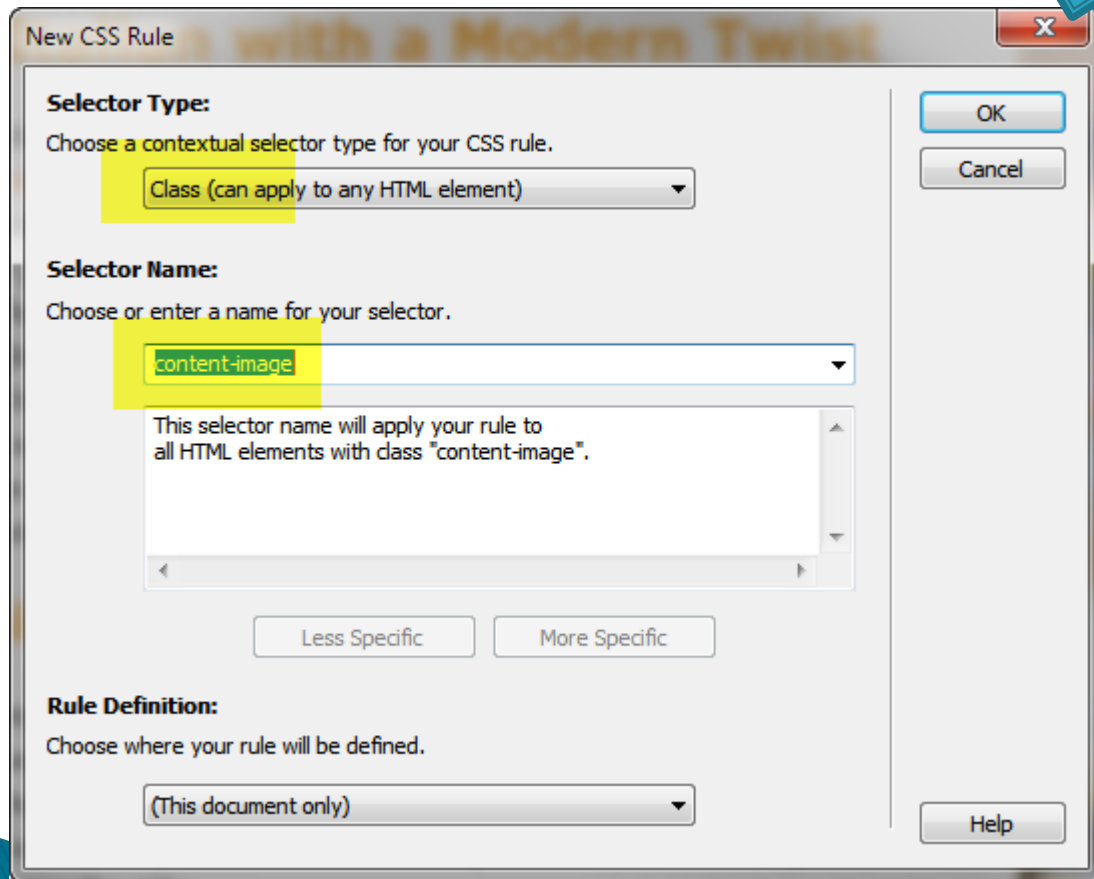 New CSS Rule
with a Modern Twist
Selector Type:
OK
Choose a contextual selector type for your CSS rule.
Cancel
Class (can apply to any HTML element)
Selector Name:
Choose or enter a name for your selector.
content-image
This selector name will apply your rule to
all HTML elements with class "content-image".
Less Specific
More Specific
Rule Definition:
Choose where your rule will be defined.
(This document only)
Help